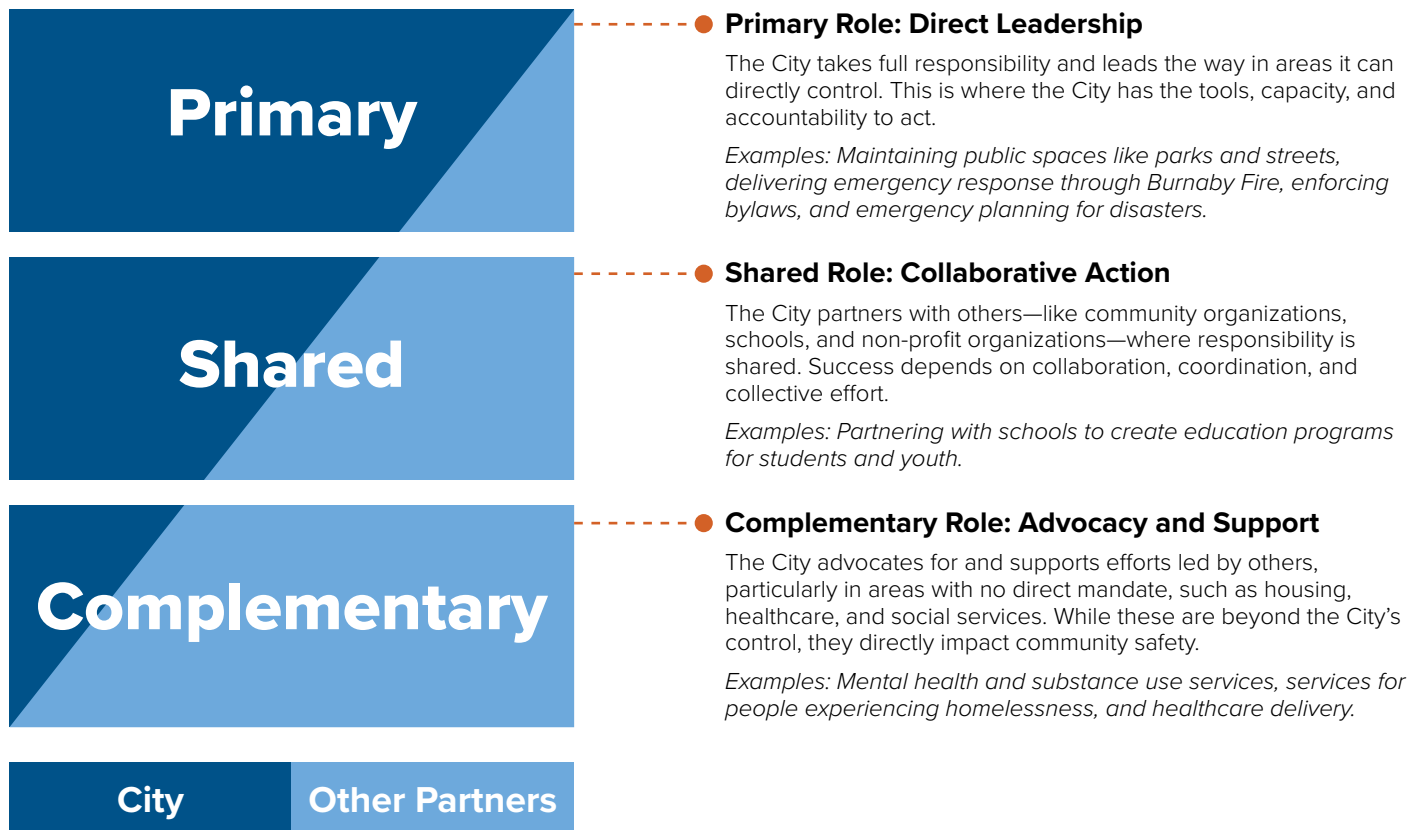 Primary
Primary Role: Direct Leadership
The City takes full responsibility and leads the way in areas it can
directly control. This is where the City has the tools, capacity, and
accountability to act.
Examples: Maintaining public spaces like parks and streets,
delivering emergency response through Burnaby Fire, enforcing
bylaws, and emergency planning for disasters.
Shared
Shared Role: Collaborative Action
The City partners with others—like community organizations,
schools, and non-profit organizations—where responsibility is
shared. Success depends on collaboration, coordination, and
collective effort.
Examples: Partnering with schools to create education programs
for students and youth.
Complementary
Complementary Role: Advocacy and Support
The City advocates for and supports efforts led by others,
particularly in areas with no direct mandate, such as housing,
healthcare, and social services. While these are beyond the City’s
control, they directly impact community safety.
Examples: Mental health and substance use services, services for
people experiencing homelessness, and healthcare delivery.
City
Other Partners